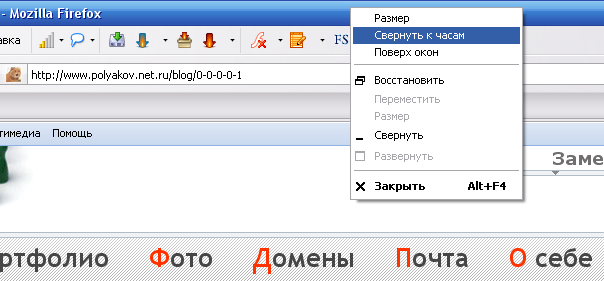 - Mozilla Firefox
Размер
Свернуть к часам
Поверх окон
Восстановить
Переместить
Размер
Свернуть
Развернуть
Закрыть Alt+F4
авка
FS
http://www.polyakov.net.ru/blog/0-0-0-0-1
тимедиа Помощь
Заме
ртфолио Фото Домены Почта О себе